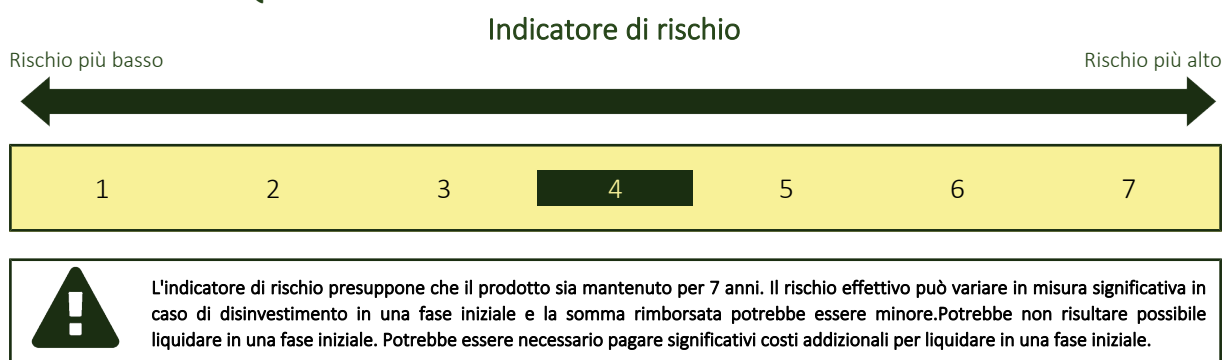 Indicatore di rischio
Rischio più basso
Rischio più alto
1 2 3 4 5 6 7
L'indicatore di rischio presuppone che il prodotto sia mantenuto per 7 anni. Il rischio effettivo può variare in misura significativa in
caso di disinvestimento in una fase iniziale e la somma rimborsata potrebbe essere minore.Potrebbe non risultare possibile
liquidare in una fase iniziale. Potrebbe essere necessario pagare significativi costi addizionali per liquidare in una fase iniziale.